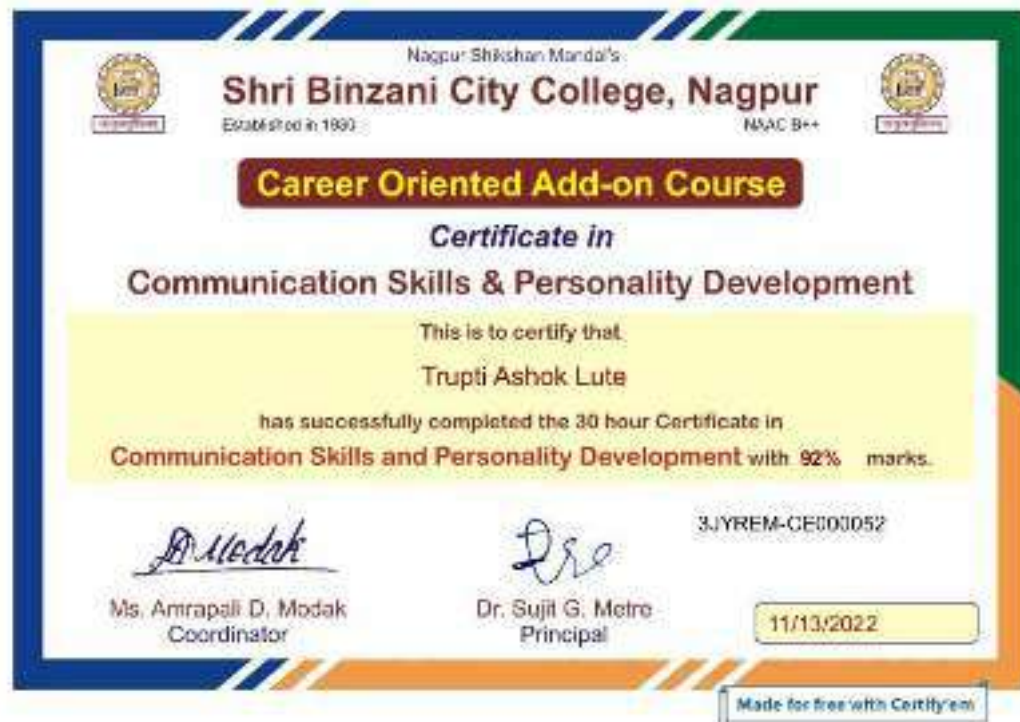 Nagpur Shikshan Mandal's
Shri Binzani City College, Nagpur
Established in 1930
NAAC B++
Career Oriented Add-on Course
Certificate in
Communication Skills & Personality Development
This is to certify that
Trupti Ashok Lute
has successfully completed the 30 hour Certificate in
Communication Skills and Personality Development with 92% marks.
3JYREM-CE000052
A D Modak
Ms. Amrapali D. Modak
Coordinator
Dr. Sujit G. Metre
Principal
11/13/2022
Made for free with Certify'em